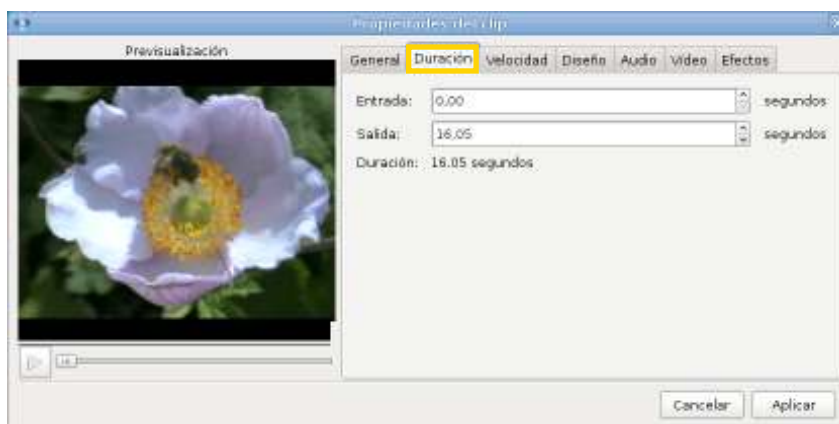 Propiedades del clip
Previsualización
General Duración Velocidad Diseño Audio Video Efectos
Entrada: 0,00 segundos
Salida: 16,05 segundos
Duración: 16.05 segundos
Cancelar Aplicar